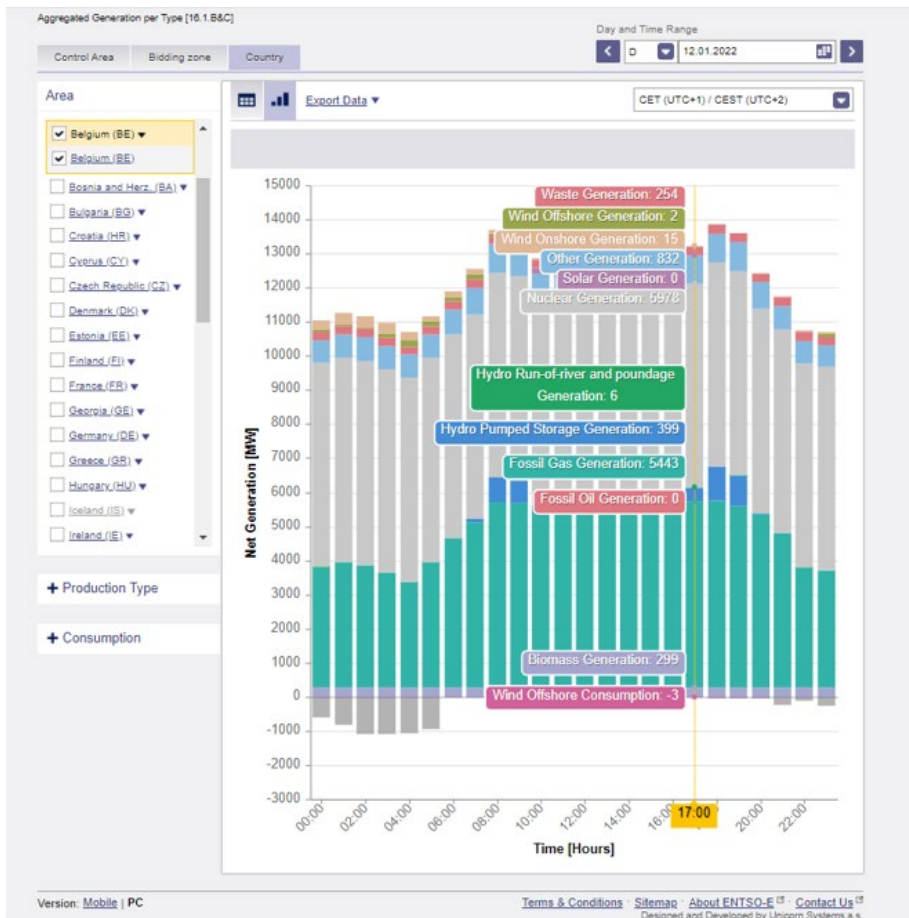 Aggregated Generation per Type [16.1.B&C]
Day and Time Range
Control Area
Bidding zone
Country
D
12.01.2022
Area
Export Data
CET (UTC+1) / CEST (UTC+2)
Belgium (BE)
Belgium (BE)
Bosnia and Herz. (BA)
Bulgaria (BG)
Croatia (HR)
Cyprus (CY)
Czech Republic (CZ)
Denmark (DK)
Estonia (EE)
Finland (FI)
France (FR)
Georgia (GE)
Germany (DE)
Greece (GR)
Hungary (HU)
Iceland (IS)
Ireland (IE)
+ Production Type
+ Consumption
Net Generation [MW]
15000
14000
13000
12000
11000
10000
9000
8000
7000
6000
5000
4000
3000
2000
1000
0
-1000
-2000
-3000
Waste Generation: 254
Wind Offshore Generation: 2
Wind Onshore Generation: 15
Other Generation: 832
Solar Generation: 0
Nuclear Generation: 5978
Hydro Run-of-river and poundage
Generation: 6
Hydro Pumped Storage Generation: 399
Fossil Gas Generation: 5443
Fossil Oil Generation: 0
Biomass Generation: 299
Wind Offshore Consumption: -3
00:00
02:00
04:00
06:00
08:00
10:00
12:00
14:00
16:00
17:00
20:00
22:00
Time [Hours]
Version: Mobile | PC
Terms & Conditions · Sitemap · About ENTSO-E · Contact Us
Designed and Developed by Unicorn Systems a.s.